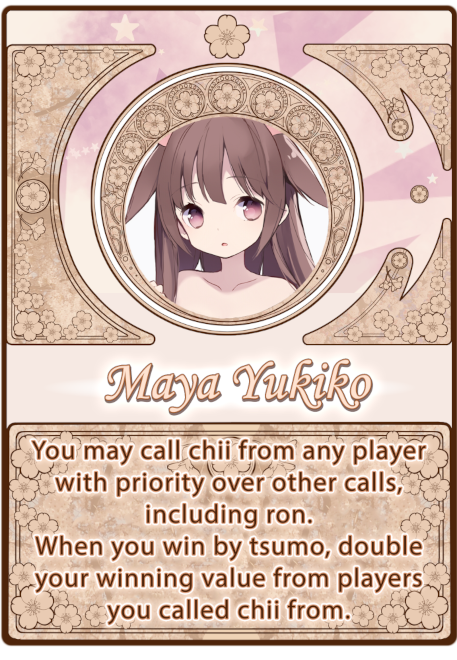 Maya Yukiko
You may call chii from any player
with priority over other calls,
including ron.
When you win by tsumo, double
your winning value from players
you called chii from.